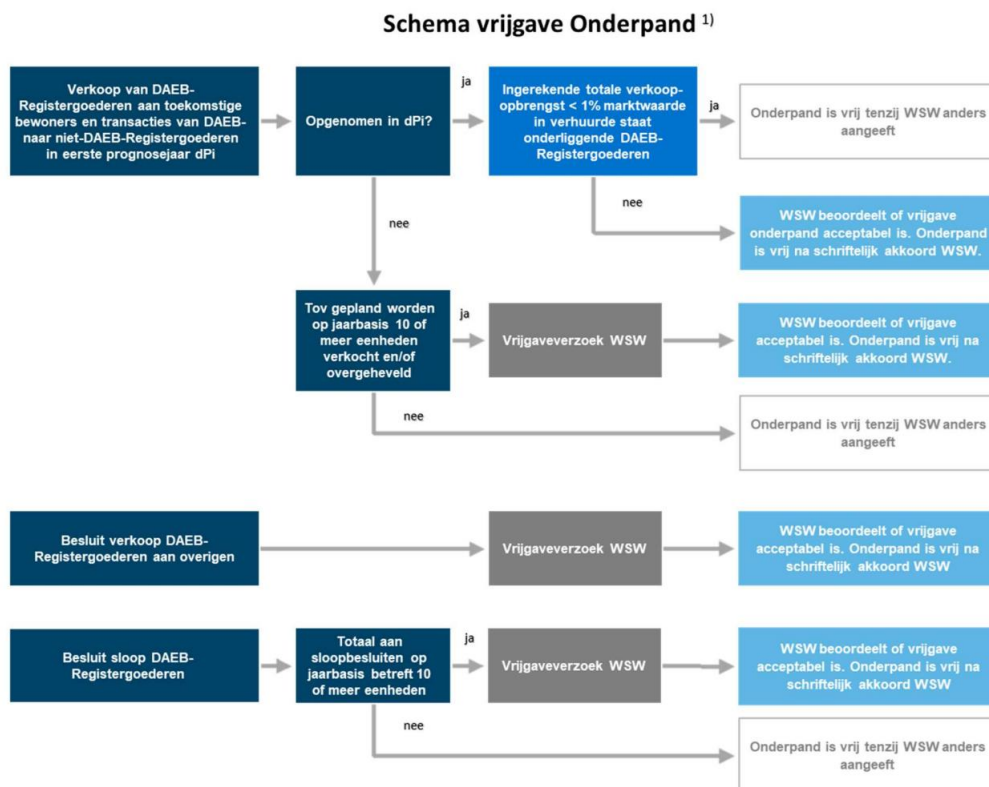 Schema vrijgave Onderpand 1)
Verkoop van DAEB-
Registergoederen aan toekomstige
bewoners en transacties van DAEB-
naar niet-DAEB-Registergoederen
in eerste prognosejaar dPi
Opgenomen in dPi?
ja
Ingerekende totale verkoop-
opbrengst < 1% marktwaarde
in verhuurde staat
onderliggende DAEB-
Registergoederen
ja
Onderpand is vrij tenzij WSW anders
aangeeft
nee
nee
WSW beoordeelt of vrijgave
onderpand acceptabel is. Onderpand
is vrij na schriftelijk akkoord WSW.
Tov gepland worden
op jaarbasis 10 of
meer eenheden
verkocht en/of
overgeheveld
ja
Vrijgaveverzoek WSW
WSW beoordeelt of vrijgave
acceptabel is. Onderpand is vrij na
schriftelijk akkoord WSW.
nee
Onderpand is vrij tenzij WSW anders
aangeeft
Besluit verkoop DAEB-
Registergoederen aan overigen
Vrijgaveverzoek WSW
WSW beoordeelt of vrijgave
acceptabel is. Onderpand is vrij na
schriftelijk akkoord WSW
Besluit sloop DAEB-
Registergoederen
Totaal aan
sloopbesluiten op
jaarbasis betreft 10
of meer eenheden
ja
Vrijgaveverzoek WSW
WSW beoordeelt of vrijgave
acceptabel is. Onderpand is vrij na
schriftelijk akkoord WSW
nee
Onderpand is vrij tenzij WSW anders
aangeeft